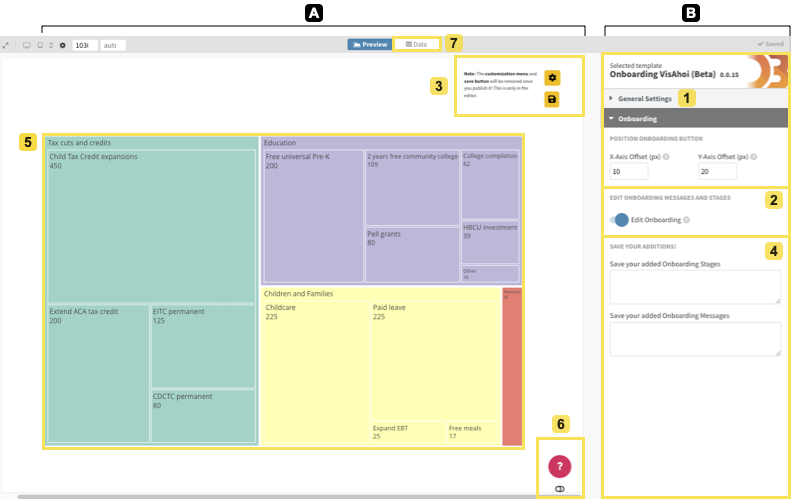 A
B
103
auto
Preview
Data
7
Saved
3
Note: The customization menu and
save button will be removed once
you publish it! This is only in the
editor.
Selected template
Onboarding VisAhoi (Beta) 0.0.15
General Settings
1
Onboarding
POSITION ONBOARDING BUTTON
X-Axis Offset (px)
Y-Axis Offset (px)
10
20
EDIT ONBOARDING MESSAGES AND STAGES
2
Edit Onboarding
SAVE YOUR ADDITIONS!
4
Save your added Onboarding Stages
Save your added Onboarding Messages
5
Tax cuts and credits
Child Tax Credit expansions
450
Extend ACA tax credit
200
EITC permanent
125
CDCTC permanent
80
Education
Free universal Pre-K
200
2 years free community college
109
College completion
62
Pell grants
80
HBCU investment
39
Other
16
Children and Families
Childcare
225
Paid leave
225
Expand EBT
25
Free meals
17
6
?